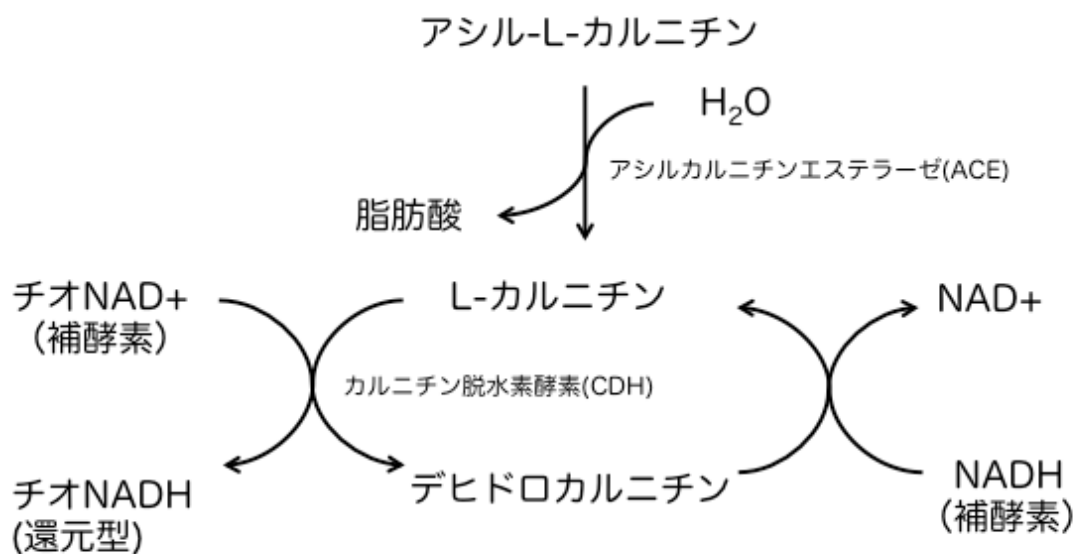 アシル-L-カルニチン
H₂O
アシルカルニチンエステラーゼ(ACE)
脂肪酸
チオNAD+
（補酵素）
L-カルニチン
NAD+
カルニチン脱水素酵素(CDH)
チオNADH
(還元型)
デヒドロカルニチン
NADH
（補酵素）